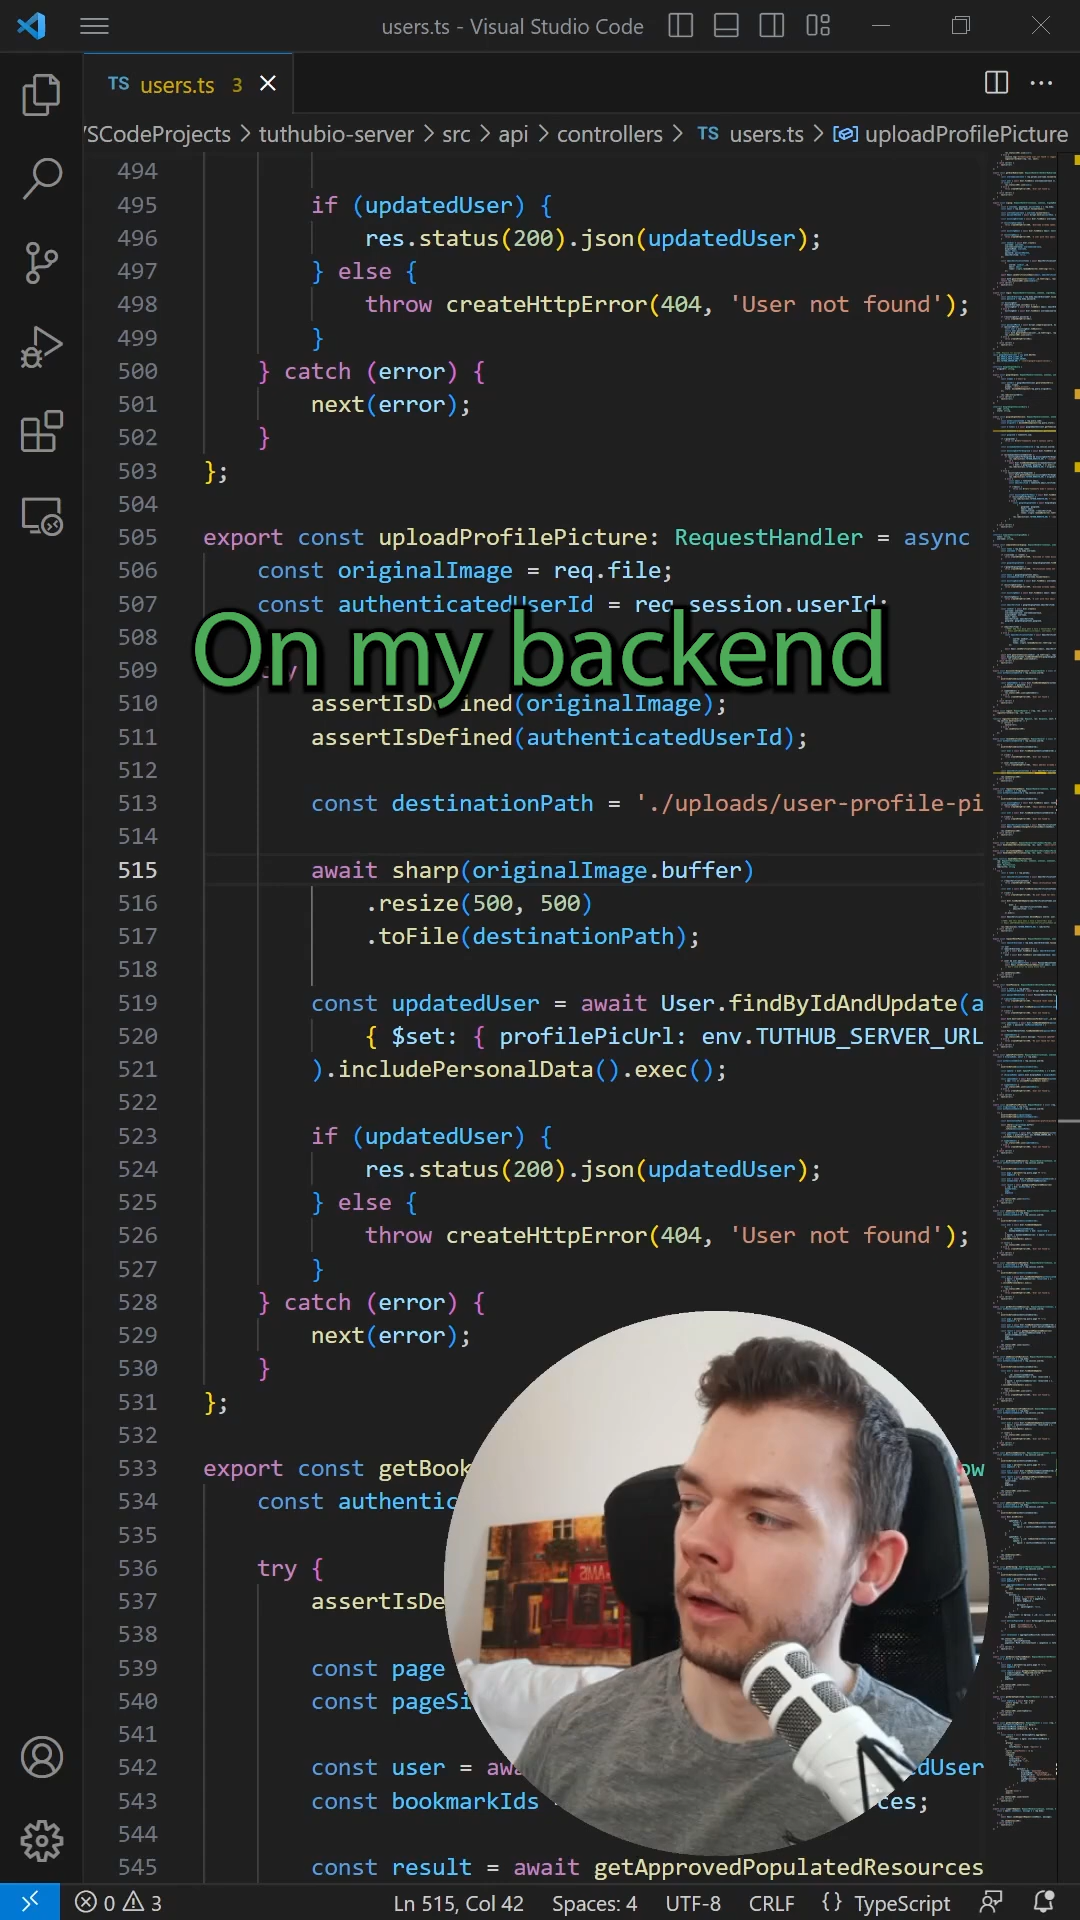 users.ts - Visual Studio Code
TS users.ts 3
/SCodeProjects > tuthubio-server > src > api > controllers > TS users.ts > uploadProfilePicture
494
495 if (updatedUser) {
496 res.status(200).json(updatedUser);
497 } else {
498 throw createHttpError(404, 'User not found');
499 }
500 } catch (error) {
501 next(error);
502 }
503 };
504
505 export const uploadProfilePicture: RequestHandler = async
506 const originalImage = req.file;
507 const authenticatedUserId = req.session.userId;
On my backend
508
509
510 assertIsDefined(originalImage);
511 assertIsDefined(authenticatedUserId);
512
513 const destinationPath = './uploads/user-profile-pi
514
515 await sharp(originalImage.buffer)
516 .resize(500, 500)
517 .toFile(destinationPath);
518
519 const updatedUser = await User.findByIdAndUpdate(a
520 { $set: { profilePicUrl: env.TUTHUB_SERVER_URL
521 ).includePersonalData().exec();
522
523 if (updatedUser) {
524 res.status(200).json(updatedUser);
525 } else {
526 throw createHttpError(404, 'User not found');
527 }
528 } catch (error) {
529 next(error);
530 }
531 };
532
533 export const getBook ow
534 const authentic
535
536 try {
537 assertIsDe
538
539 const page
540 const pageSi
541
542 const user = awa edUser
543 const bookmarkIds ces;
544
545 const result = await getApprovedPopulatedResources
0 3 Ln 515, Col 42 Spaces: 4 UTF-8 CRLF {} TypeScript